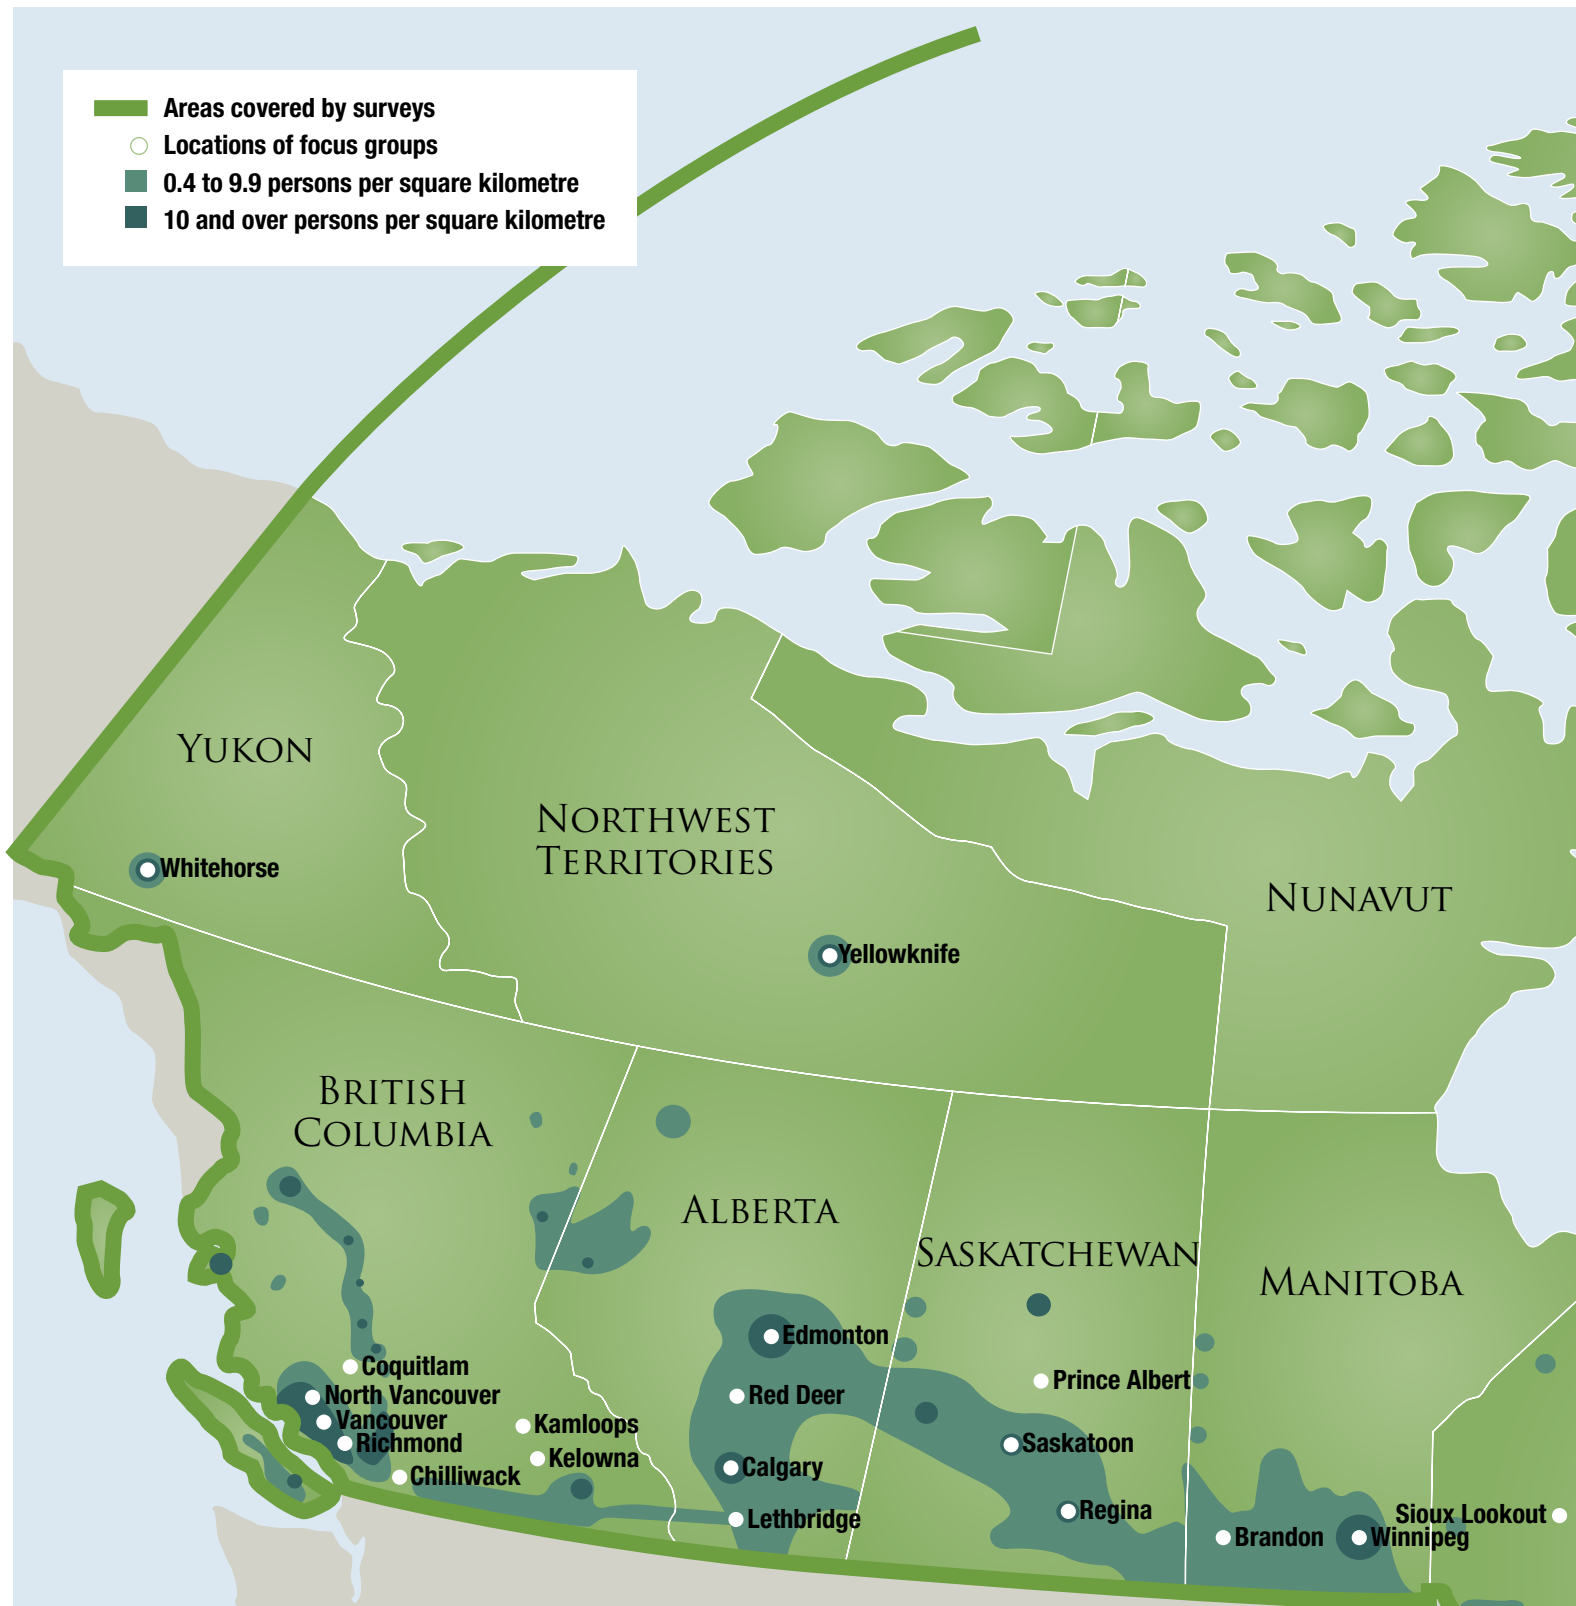 Areas covered by surveys
Locations of focus groups
0.4 to 9.9 persons per square kilometre
10 and over persons per square kilometre
YUKON
NORTHWEST
TERRITORIES
Whitehorse
NUNAVUT
Yellowknife
BRITISH
COLUMBIA
ALBERTA
SASKATCHEWAN
MANITOBA
Edmonton
Coquitlam
Prince Albert
North Vancouver
Red Deer
Vancouver
Kamloops
Richmond
Saskatoon
Kelowna
Calgary
Chilliwack
Regina
Sioux Lookout
Lethbridge
Brandon
Winnipeg